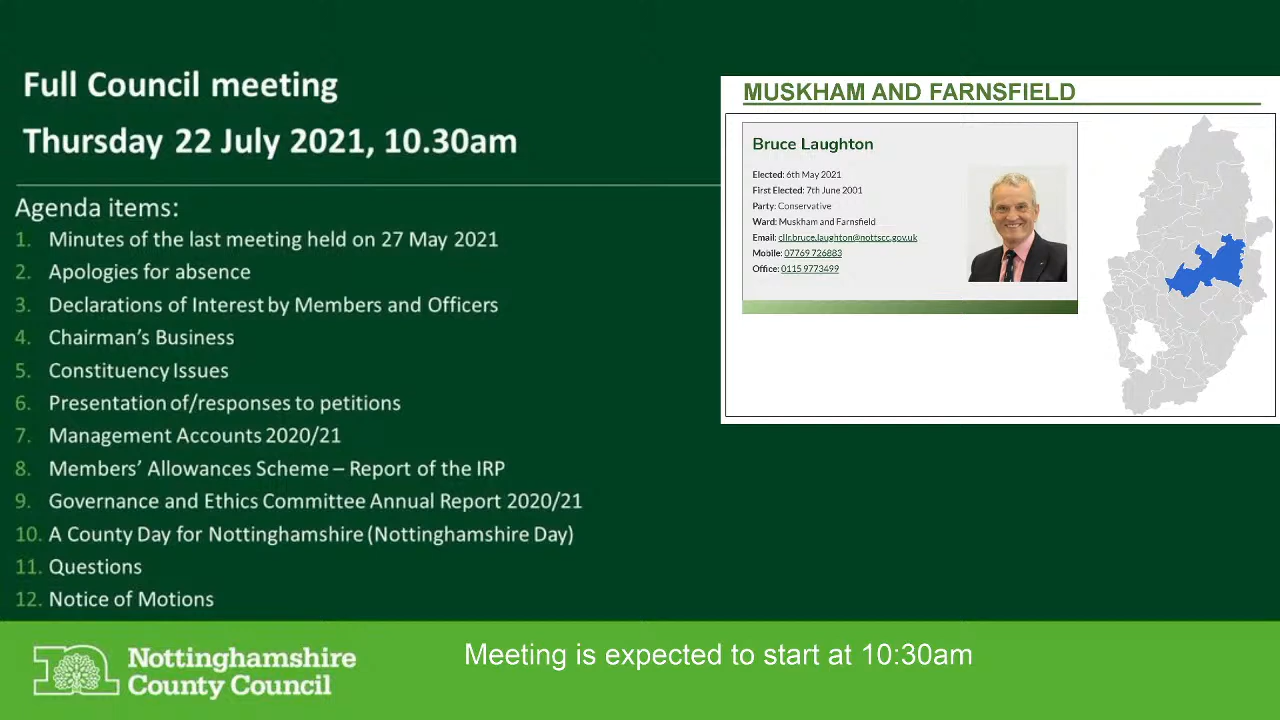 Full Council meeting
Thursday 22 July 2021, 10.30am
Agenda items:
1. Minutes of the last meeting held on 27 May 2021
2. Apologies for absence
3. Declarations of Interest by Members and Officers
4. Chairman's Business
5. Constituency Issues
6. Presentation of/responses to petitions
7. Management Accounts 2020/21
8. Members' Allowances Scheme – Report of the IRP
9. Governance and Ethics Committee Annual Report 2020/21
10. A County Day for Nottinghamshire (Nottinghamshire Day)
11. Questions
12. Notice of Motions
MUSKHAM AND FARNSFIELD
Bruce Laughton
Elected: 6th May 2021
First Elected: 7th June 2001
Party: Conservative
Ward: Muskham and Farnsfield
Email: cllr.bruce.laughton@nottscc.gov.uk
Mobile: 07769 726883
Office: 0115 9773499
Nottinghamshire
County Council
Meeting is expected to start at 10:30am